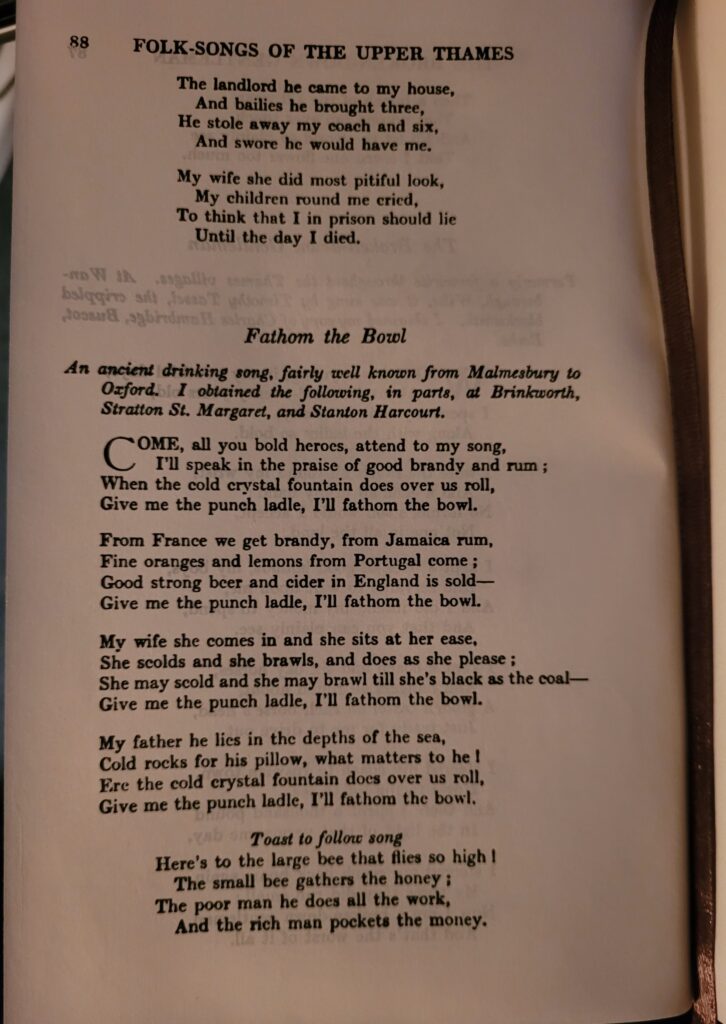 88 FOLK-SONGS OF THE UPPER THAMES
The landlord he came to my house,
And bailies he brought three,
He stole away my coach and six,
And swore he would have me.
My wife she did most pitiful look,
My children round me cried,
To think that I in prison should lie
Until the day I died.
Fathom the Bowl
An ancient drinking song, fairly well known from Malmesbury to
Oxford. I obtained the following, in parts, at Brinkworth,
Stratton St. Margaret, and Stanton Harcourt.
COME, all you bold heroes, attend to my song,
I'll speak in the praise of good brandy and rum ;
When the cold crystal fountain does over us roll,
Give me the punch ladle, I'll fathom the bowl.
From France we get brandy, from Jamaica rum,
Fine oranges and lemons from Portugal come ;
Good strong beer and cider in England is sold—
Give me the punch ladle, I'll fathom the bowl.
My wife she comes in and she sits at her ease,
She scolds and she brawls, and does as she please ;
She may scold and she may brawl till she's black as the coal—
Give me the punch ladle, I'll fathom the bowl.
My father he lies in the depths of the sea,
Cold rocks for his pillow, what matters to he !
Ere the cold crystal fountain does over us roll,
Give me the punch ladle, I'll fathom the bowl.
Toast to follow song
Here's to the large bee that flies so high !
The small bee gathers the honey ;
The poor man he does all the work,
And the rich man pockets the money.